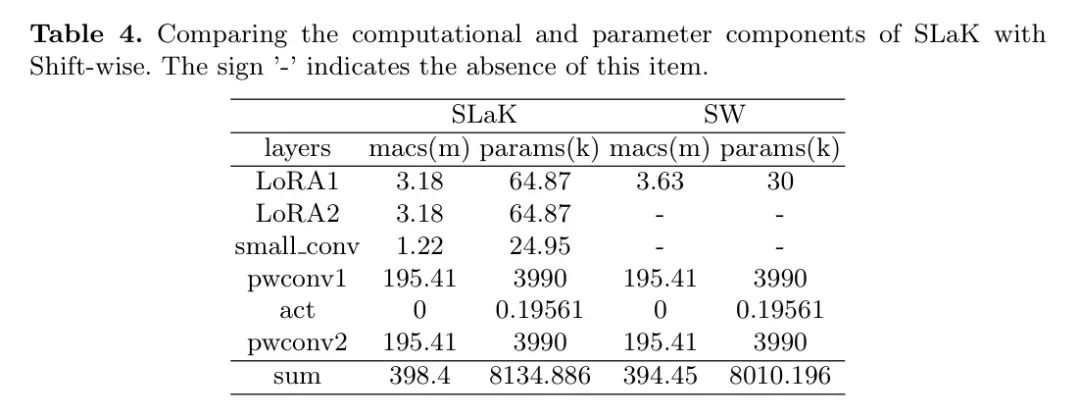 Table 4. Comparing the computational and parameter components of SLaK with
Shift-wise. The sign '-' indicates the absence of this item.
SLaK SW
layers macs(m) params(k) macs(m) params(k)
LoRA1 3.18 64.87 3.63 30
LoRA2 3.18 64.87 - -
small_conv 1.22 24.95 - -
pwconv1 195.41 3990 195.41 3990
act 0 0.19561 0 0.19561
pwconv2 195.41 3990 195.41 3990
sum 398.4 8134.886 394.45 8010.196